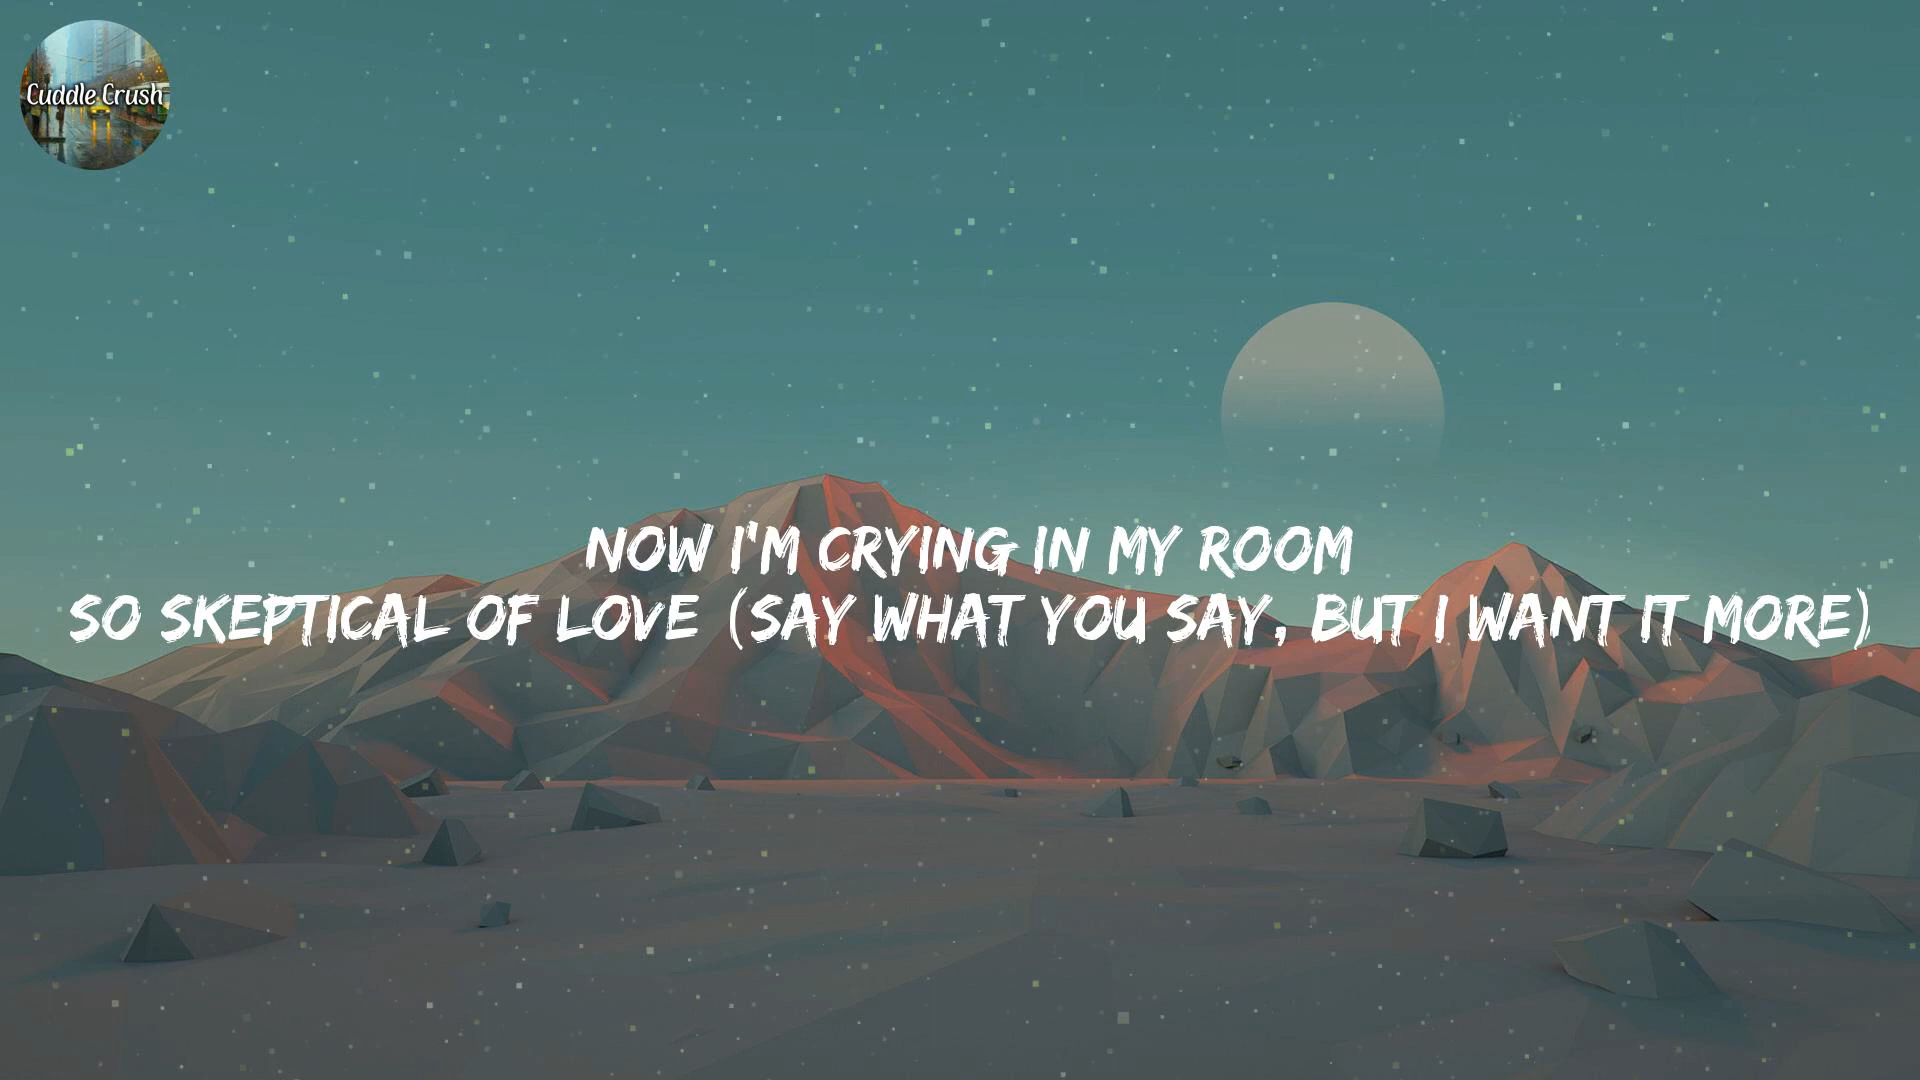 Cuddle Crush
NOW I'M CRYING IN MY ROOM
SO SKEPTICAL OF LOVE (SAY WHAT YOU SAY, BUT I WANT IT MORE)